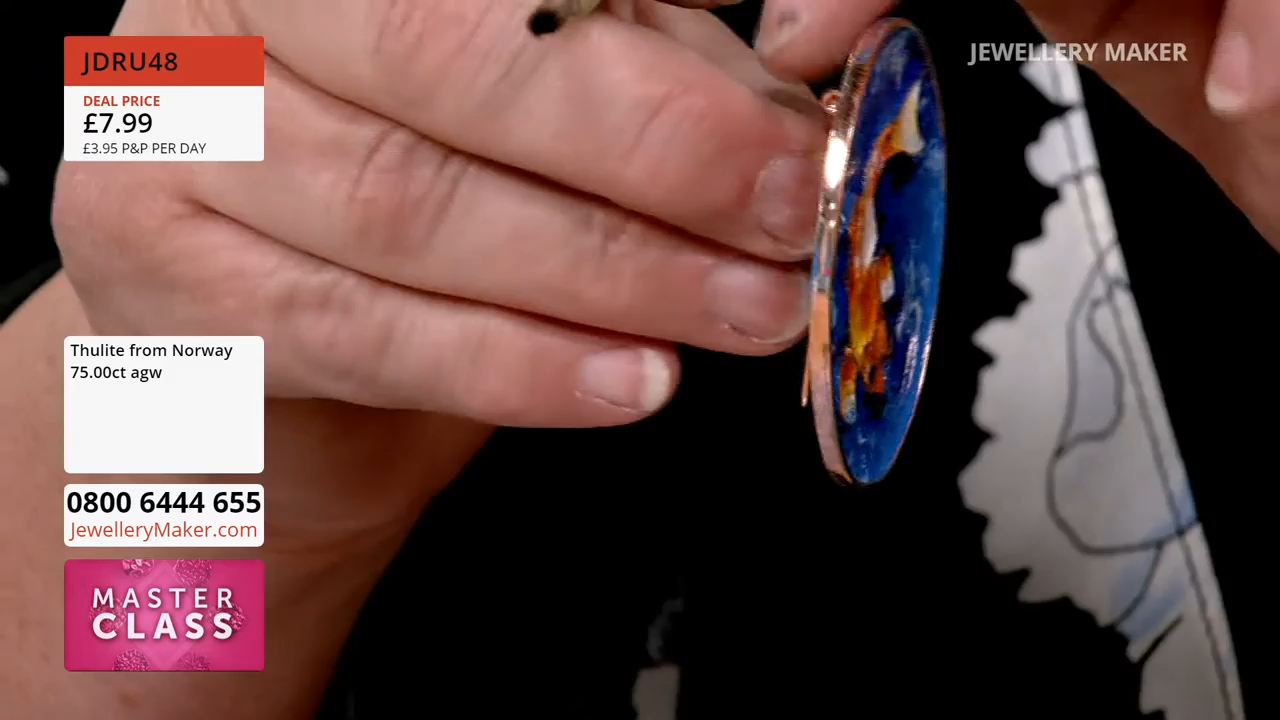 JDRU48
DEAL PRICE
£7.99
£3.95 P&P PER DAY
JEWELLERY MAKER
Thulite from Norway
75.00ct agw
0800 6444 655
JewelleryMaker.com
MASTER
CLASS